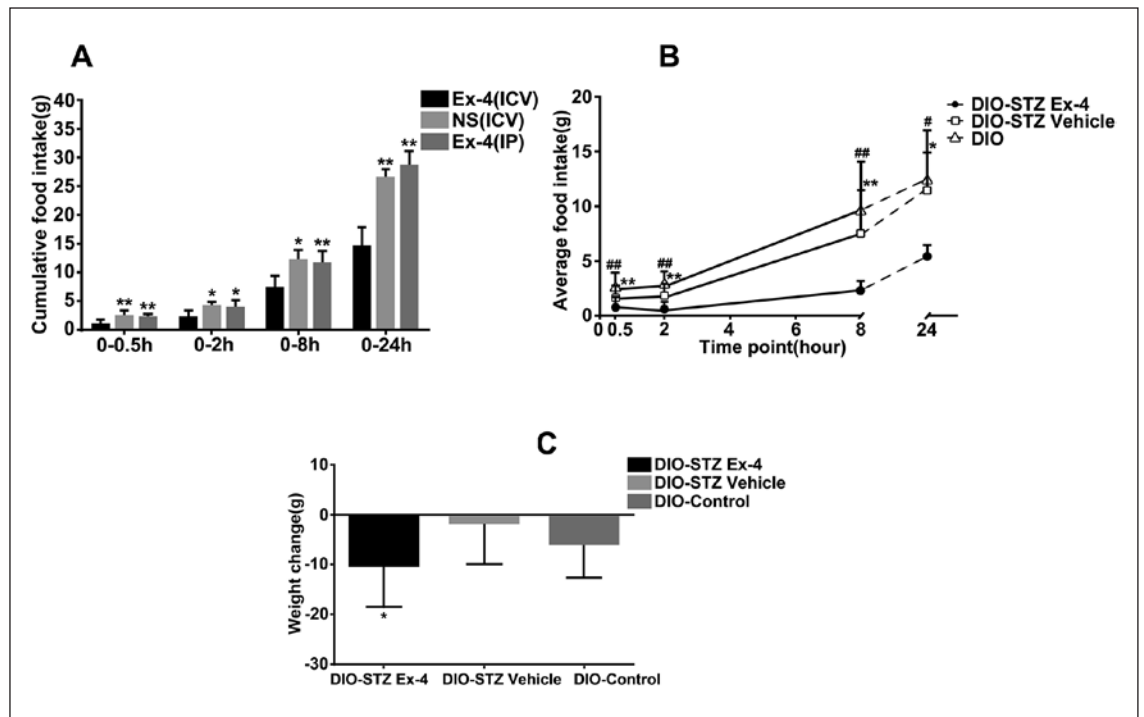 A
Cumulative food intake(g)
40
35
30
25
20
15
10
5
0
Ex-4(ICV)
NS(ICV)
Ex-4(IP)
** **
* *
* **
** **
0-0.5h 0-2h 0-8h 0-24h
B
Average food intake(g)
20
15
10
5
0
DIO-STZ Ex-4
DIO-STZ Vehicle
DIO
## ** ## ** ## ** # *
0 0.5 2 4 6 8 24
Time point(hour)
C
Weight change(g)
10
0
-10
-20
-30
DIO-STZ Ex-4
DIO-STZ Vehicle
DIO-Control
*
DIO-STZ Ex-4 DIO-STZ Vehicle DIO-Control